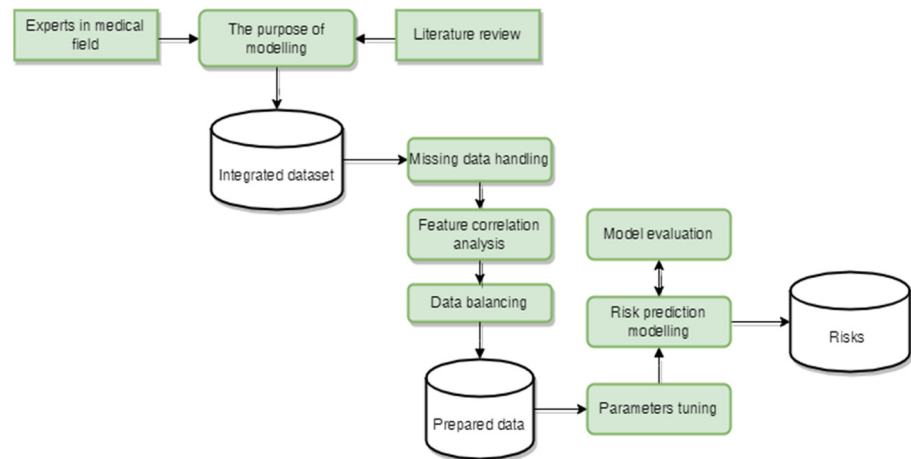 Experts in medical
field
The purpose of
modelling
Literature review
Integrated dataset
Missing data handling
Feature correlation
analysis
Data balancing
Prepared data
Parameters tuning
Risk prediction
modelling
Model evaluation
Risks